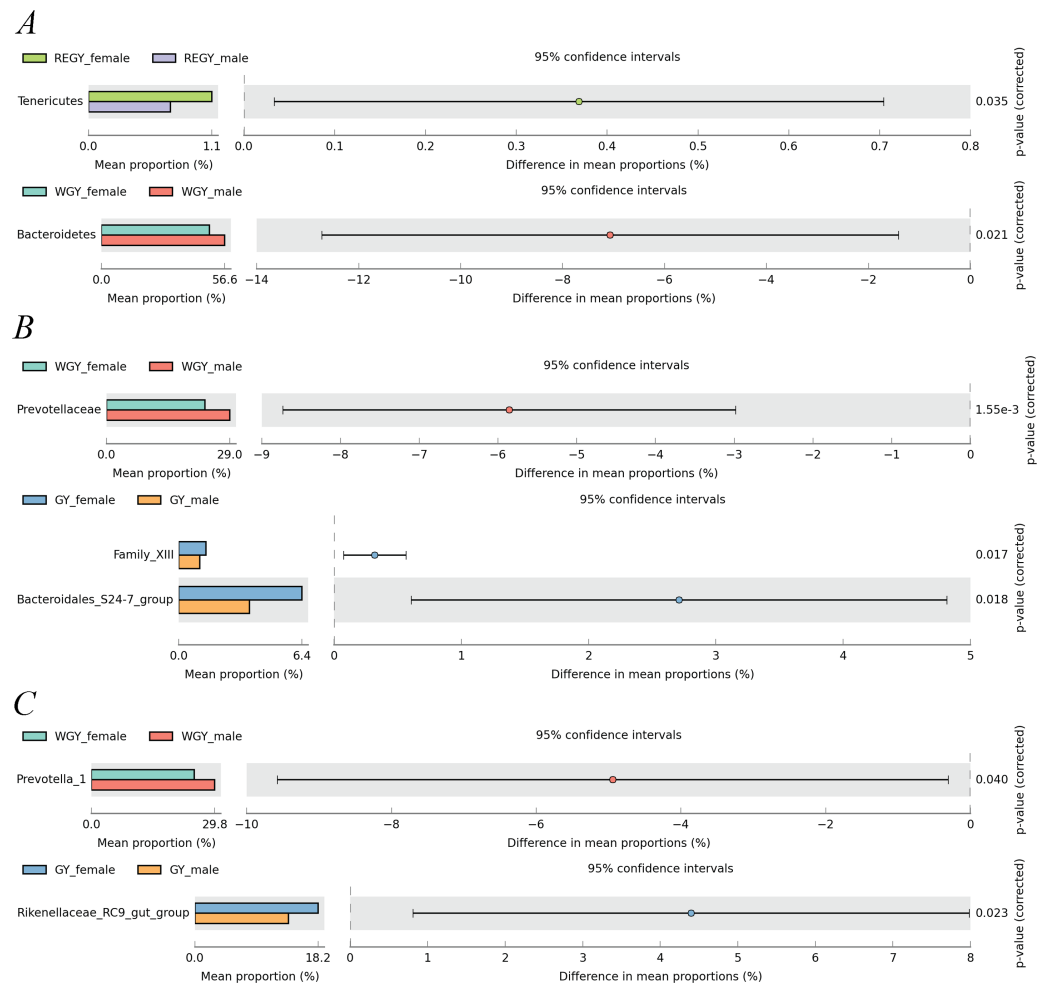 A
REGY_female REGY_male 95% confidence intervals
Tenericutes 0.035
0.0 1.1 0.0 0.1 0.2 0.3 0.4 0.5 0.6 0.7 0.8
Mean proportion (%) Difference in mean proportions (%) p-value (corrected)
WGY_female WGY_male 95% confidence intervals
Bacteroidetes 0.021
0.0 56.6 −14 −12 −10 −8 −6 −4 −2 0
Mean proportion (%) Difference in mean proportions (%) p-value (corrected)
B
WGY_female WGY_male 95% confidence intervals
Prevotellaceae 1.55e-3
0.0 29.0 −9 −8 −7 −6 −5 −4 −3 −2 −1 0
Mean proportion (%) Difference in mean proportions (%) p-value (corrected)
GY_female GY_male 95% confidence intervals
Family_XIII 0.017
Bacteroidales_S24-7_group 0.018
0.0 6.4 0 1 2 3 4 5
Mean proportion (%) Difference in mean proportions (%) p-value (corrected)
C
WGY_female WGY_male 95% confidence intervals
Prevotella_1 0.040
0.0 29.8 −10 −8 −6 −4 −2 0
Mean proportion (%) Difference in mean proportions (%) p-value (corrected)
GY_female GY_male 95% confidence intervals
Rikenellaceae_RC9_gut_group 0.023
0.0 18.2 0 1 2 3 4 5 6 7 8
Mean proportion (%) Difference in mean proportions (%) p-value (corrected)